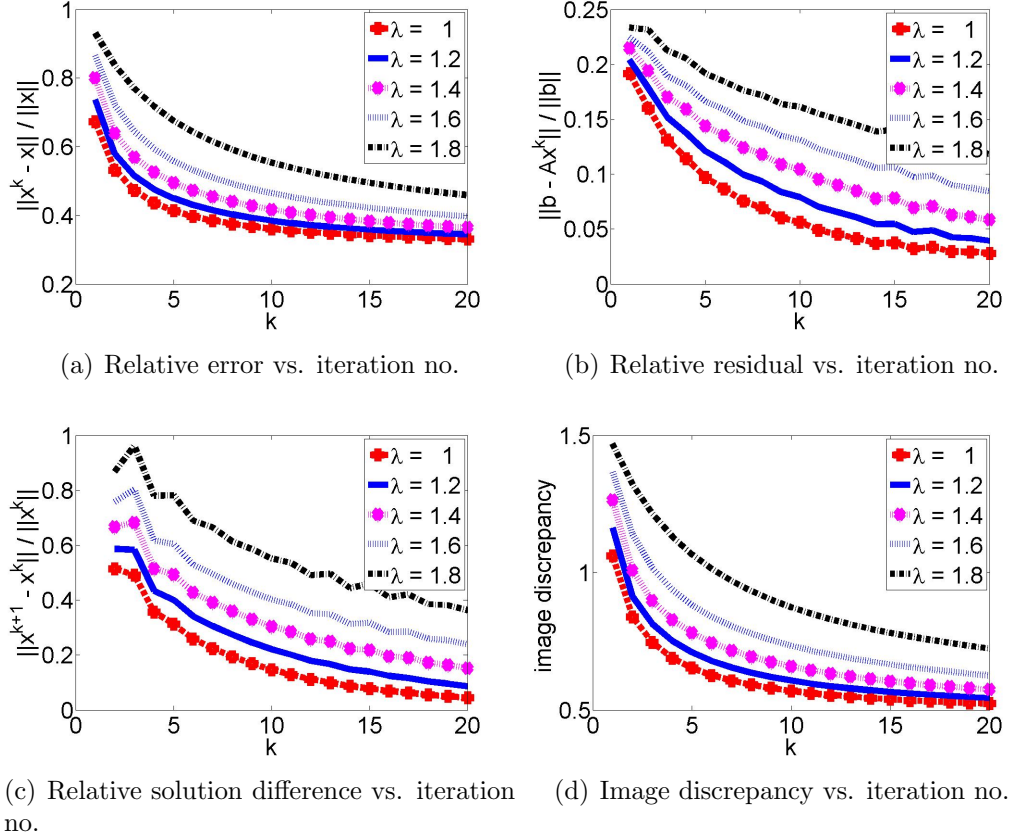 1
0.8
0.6
0.4
0.2
0
5
10
15
20
k
||x^k - x|| / ||x||
λ = 1
λ = 1.2
λ = 1.4
λ = 1.6
λ = 1.8
(a) Relative error vs. iteration no.
0.25
0.2
0.15
0.1
0.05
0
0
5
10
15
20
k
||b - Ax^k|| / ||b||
λ = 1
λ = 1.2
λ = 1.4
λ = 1.6
λ = 1.8
(b) Relative residual vs. iteration no.
1
0.8
0.6
0.4
0.2
0
0
5
10
15
20
k
||x^{k+1} - x^k|| / ||x^k||
λ = 1
λ = 1.2
λ = 1.4
λ = 1.6
λ = 1.8
(c) Relative solution difference vs. iteration
no.
1.5
1
0.5
0
5
10
15
20
k
image discrepancy
λ = 1
λ = 1.2
λ = 1.4
λ = 1.6
λ = 1.8
(d) Image discrepancy vs. iteration no.